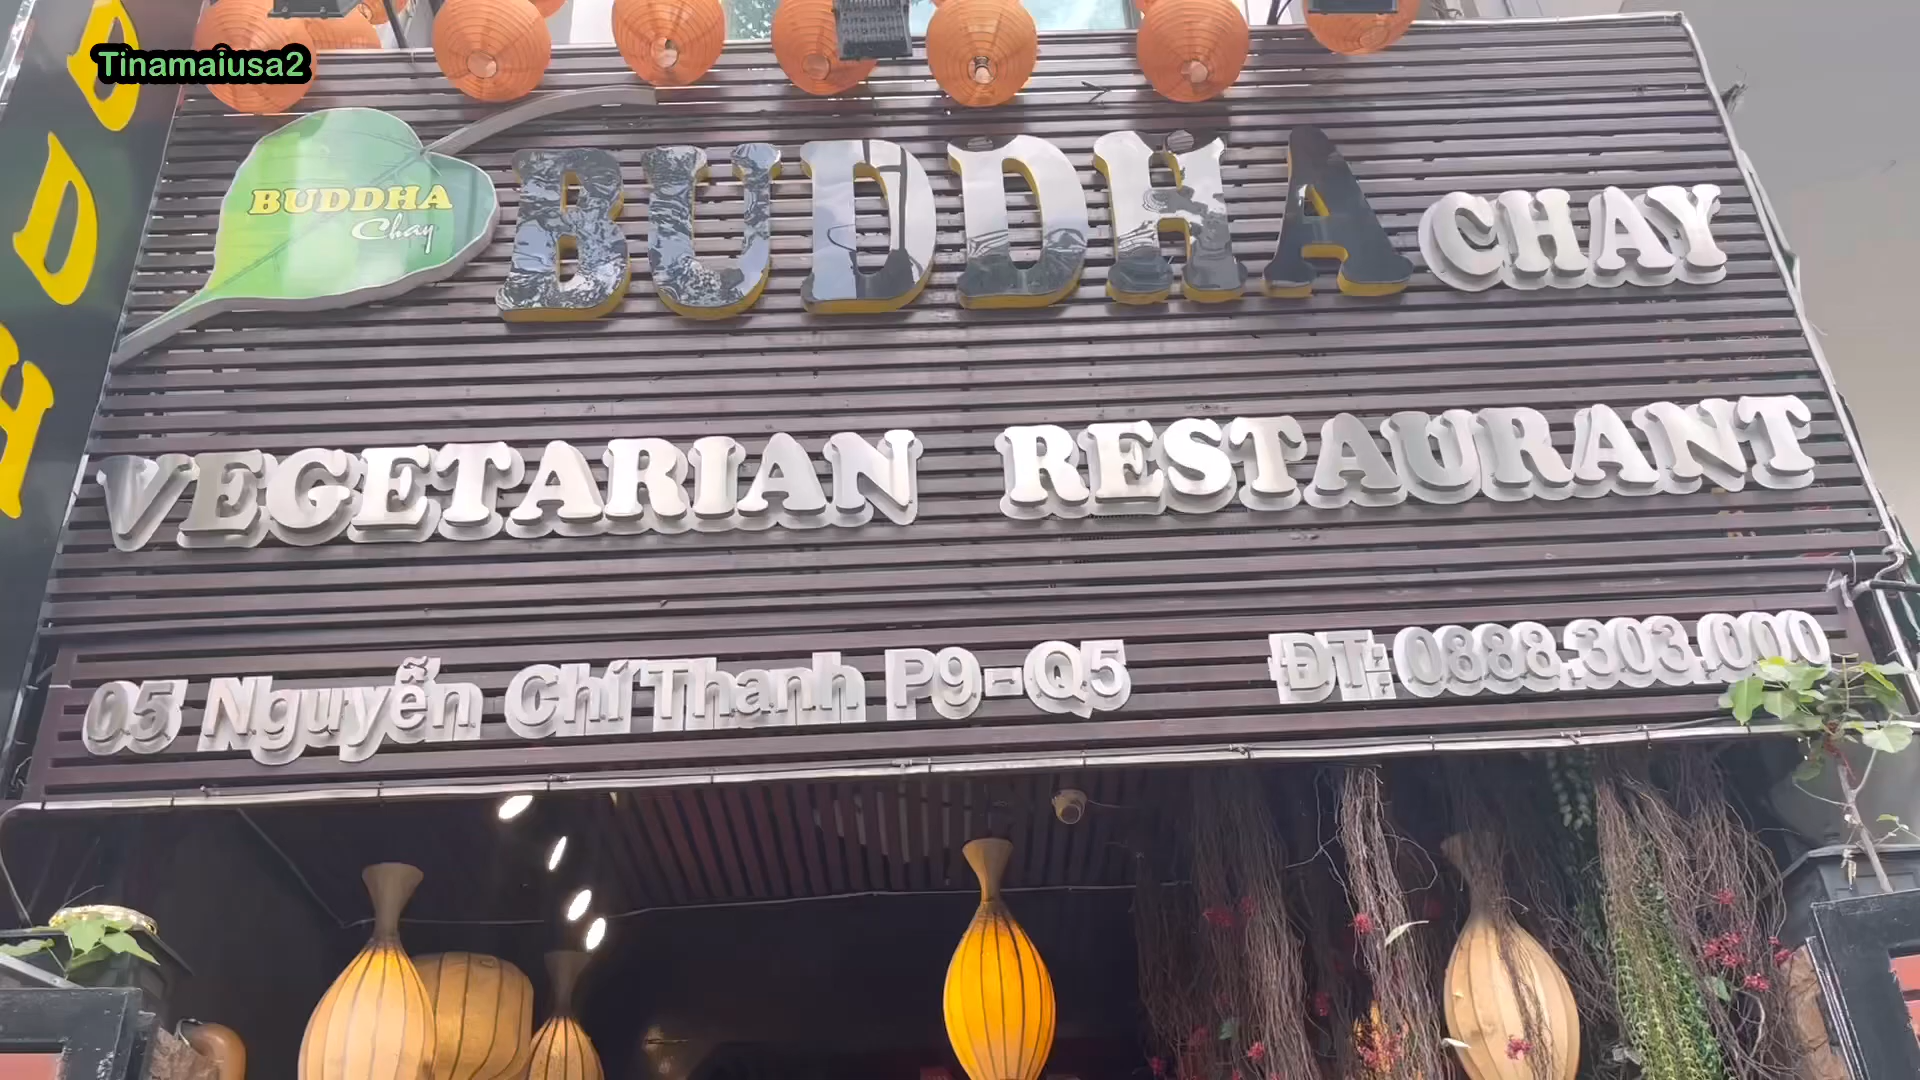 Tinamaiusa2
BUDDHA
Chay
BUDDHA CHAY
VEGETARIAN RESTAURANT
05 Nguyễn Chí Thanh P9-Q5
ĐT: 0888.303.000
D
D
H